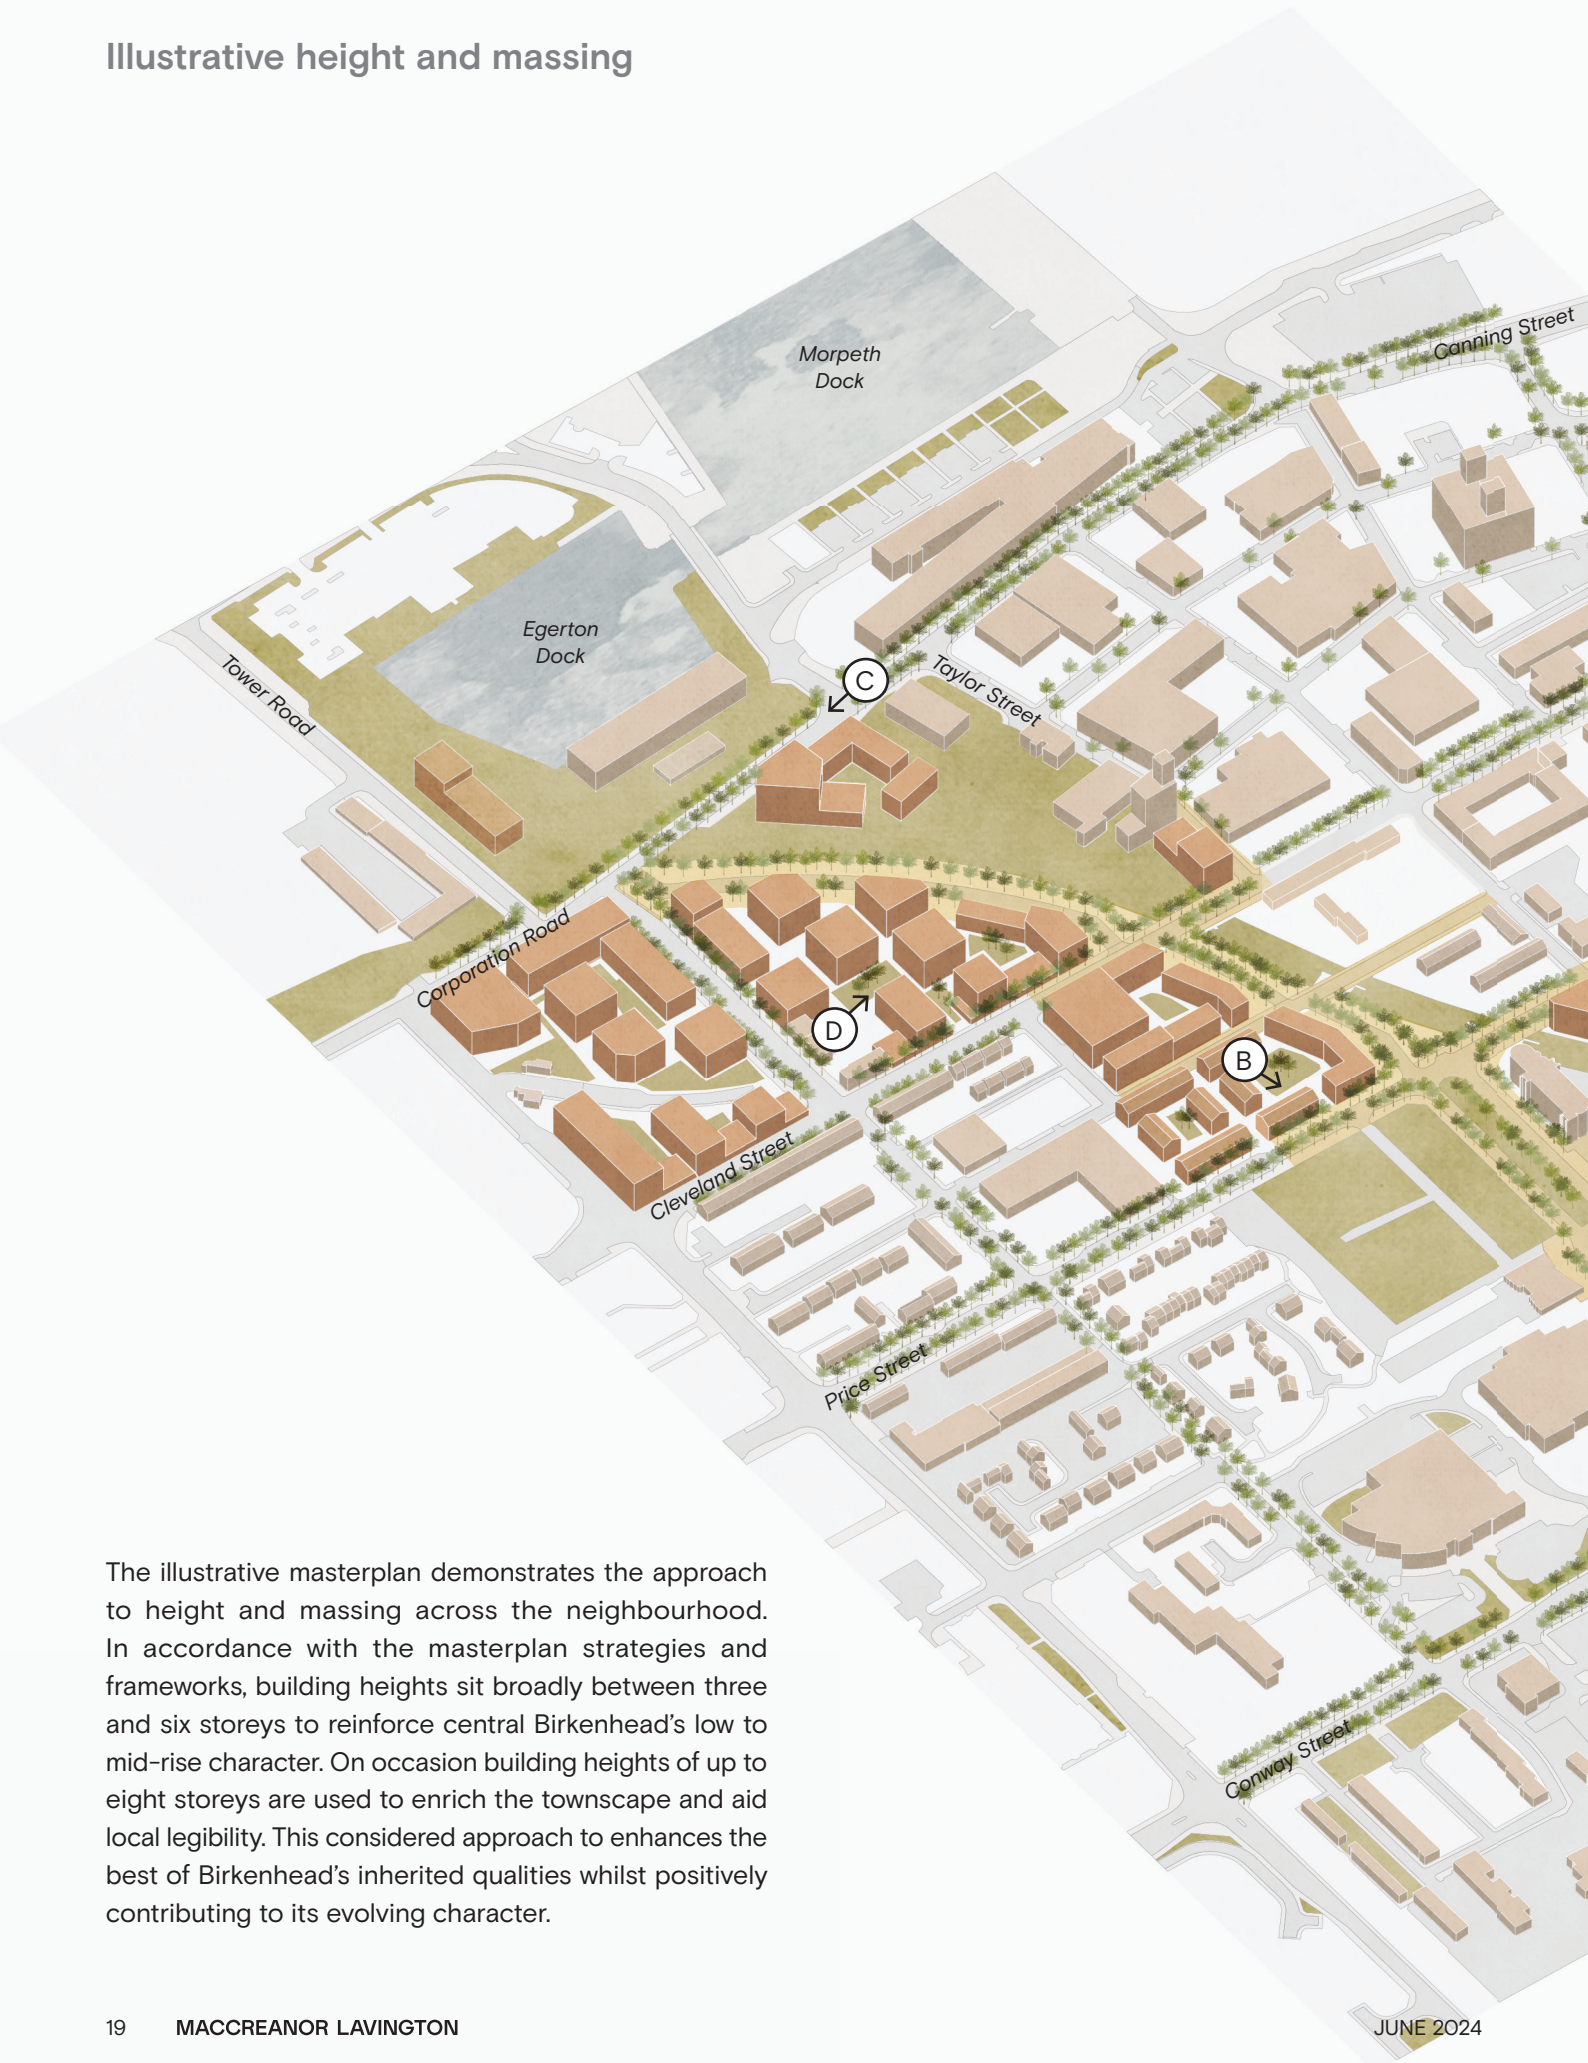 Illustrative height and massing
Canning Street
Morpeth
Dock
Egerton
Dock
Tower Road
C
Taylor Street
Corporation Road
D
B
Cleveland Street
Price Street
Conway Street
The illustrative masterplan demonstrates the approach
to height and massing across the neighbourhood.
In accordance with the masterplan strategies and
frameworks, building heights sit broadly between three
and six storeys to reinforce central Birkenhead’s low to
mid-rise character. On occasion building heights of up to
eight storeys are used to enrich the townscape and aid
local legibility. This considered approach to enhances the
best of Birkenhead’s inherited qualities whilst positively
contributing to its evolving character.
19 MACCREANOR LAVINGTON
JUNE 2024